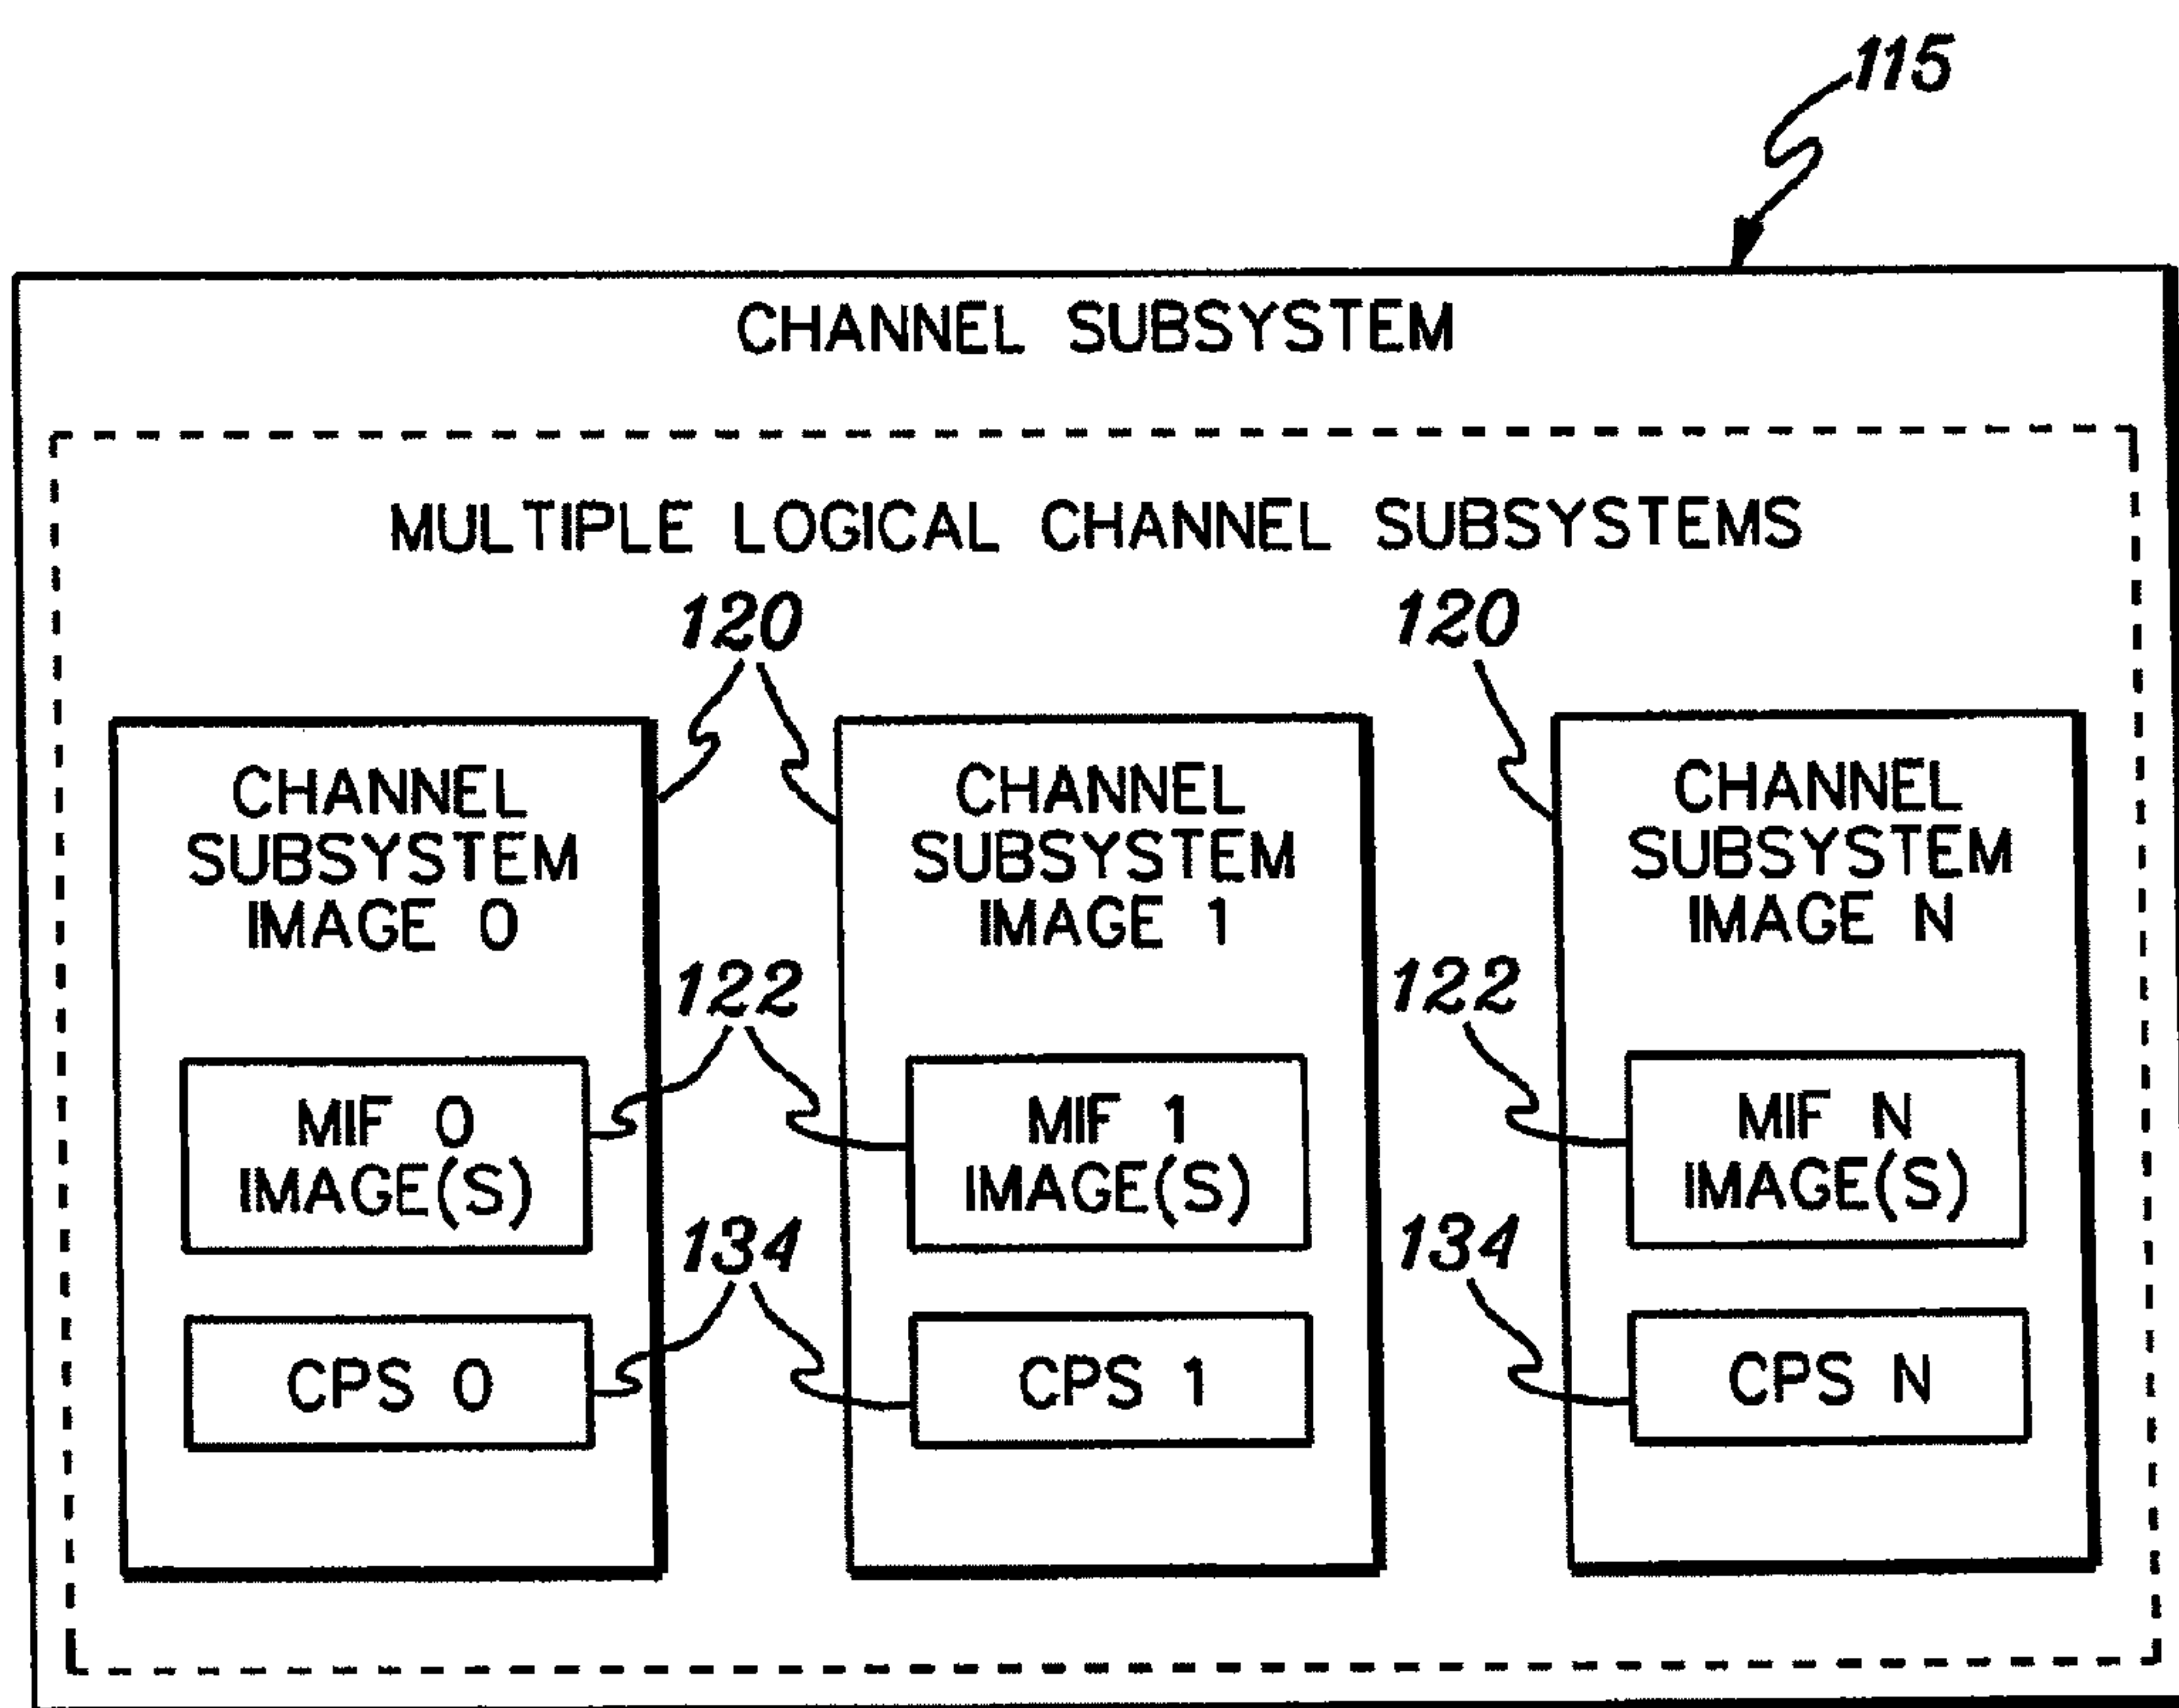 115
CHANNEL SUBSYSTEM
MULTIPLE LOGICAL CHANNEL SUBSYSTEMS
120
120
CHANNEL
SUBSYSTEM
IMAGE 0
CHANNEL
SUBSYSTEM
IMAGE 1
CHANNEL
SUBSYSTEM
IMAGE N
122
122
MIF 0
IMAGE(S)
MIF 1
IMAGE(S)
MIF N
IMAGE(S)
134
134
CPS 0
CPS 1
CPS N